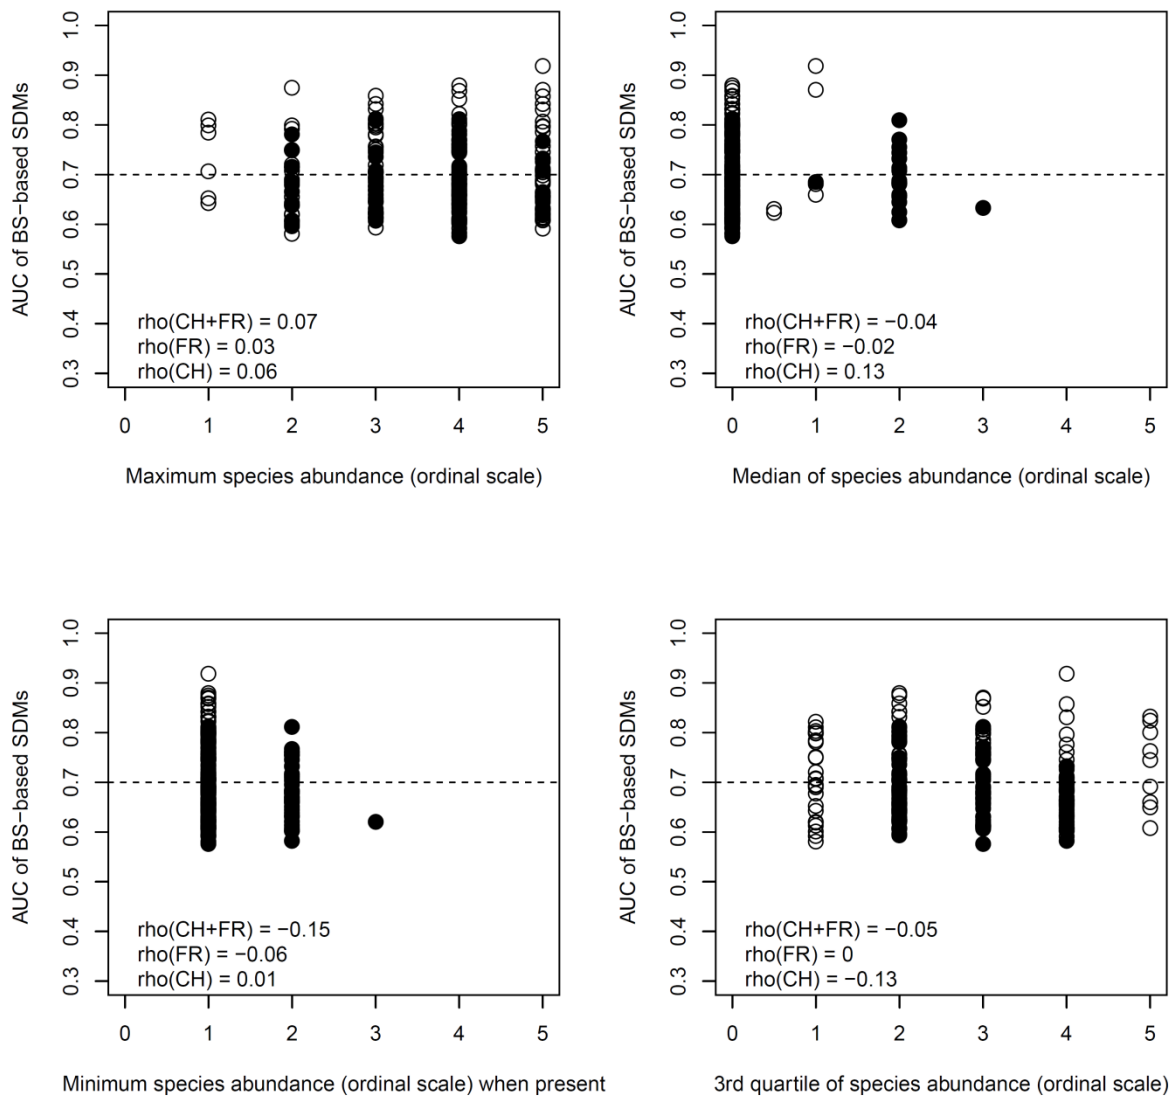 AUC of BS−based SDMs
1.0
0.9
0.8
0.7
0.6
0.5
0.4
0.3
rho(CH+FR) = 0.07
rho(FR) = 0.03
rho(CH) = 0.06
0 1 2 3 4 5
Maximum species abundance (ordinal scale)
AUC of BS−based SDMs
1.0
0.9
0.8
0.7
0.6
0.5
0.4
0.3
rho(CH+FR) = −0.04
rho(FR) = −0.02
rho(CH) = 0.13
0 1 2 3 4 5
Median of species abundance (ordinal scale)
AUC of BS−based SDMs
1.0
0.9
0.8
0.7
0.6
0.5
0.4
0.3
rho(CH+FR) = −0.15
rho(FR) = −0.06
rho(CH) = 0.01
0 1 2 3 4 5
Minimum species abundance (ordinal scale) when present
AUC of BS−based SDMs
1.0
0.9
0.8
0.7
0.6
0.5
0.4
0.3
rho(CH+FR) = −0.05
rho(FR) = 0
rho(CH) = −0.13
0 1 2 3 4 5
3rd quartile of species abundance (ordinal scale)